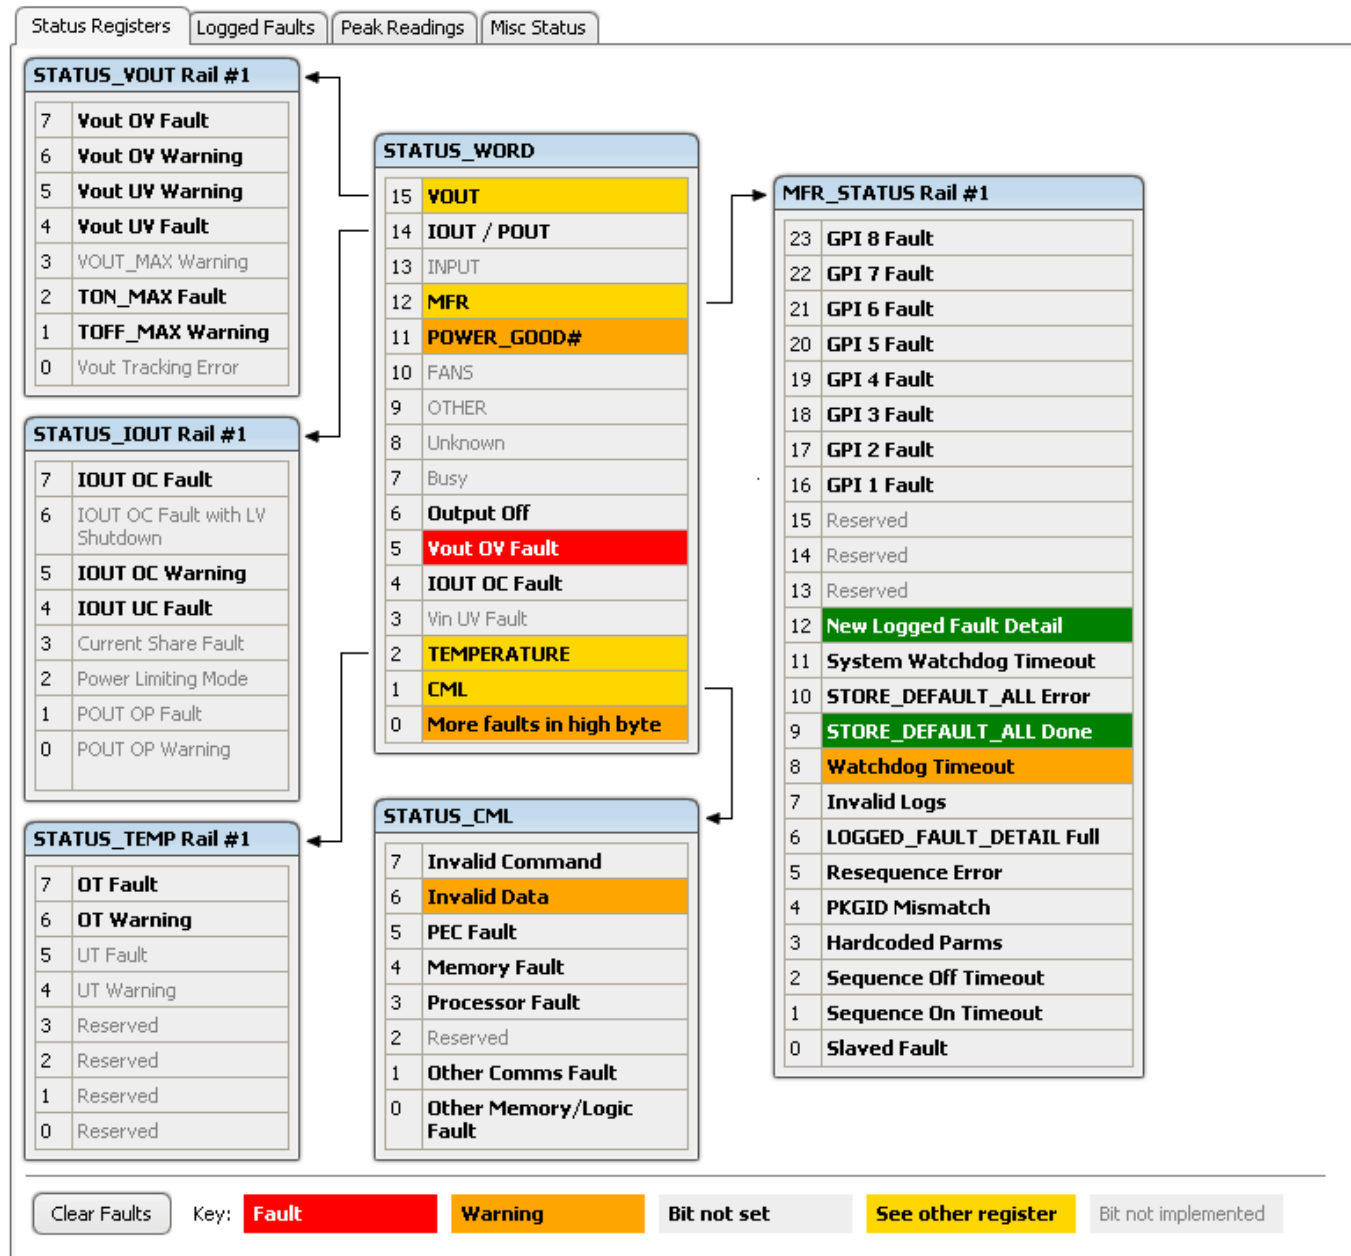 Status Registers
Logged Faults
Peak Readings
Misc Status
STATUS_VOUT Rail #1
7 Vout OV Fault
6 Vout OV Warning
5 Vout UV Warning
4 Vout UV Fault
3 VOUT_MAX Warning
2 TON_MAX Fault
1 TOFF_MAX Warning
0 Vout Tracking Error
STATUS_IOUT Rail #1
7 IOUT OC Fault
6 IOUT OC Fault with LV
Shutdown
5 IOUT OC Warning
4 IOUT UC Fault
3 Current Share Fault
2 Power Limiting Mode
1 POUT OP Fault
0 POUT OP Warning
STATUS_TEMP Rail #1
7 OT Fault
6 OT Warning
5 UT Fault
4 UT Warning
3 Reserved
2 Reserved
1 Reserved
0 Reserved
STATUS_WORD
15 VOUT
14 IOUT / POUT
13 INPUT
12 MFR
11 POWER_GOOD#
10 FANS
9 OTHER
8 Unknown
7 Busy
6 Output Off
5 Vout OV Fault
4 IOUT OC Fault
3 Vin UV Fault
2 TEMPERATURE
1 CML
0 More faults in high byte
STATUS_CML
7 Invalid Command
6 Invalid Data
5 PEC Fault
4 Memory Fault
3 Processor Fault
2 Reserved
1 Other Comms Fault
0 Other Memory/Logic
Fault
MFR_STATUS Rail #1
23 GPI 8 Fault
22 GPI 7 Fault
21 GPI 6 Fault
20 GPI 5 Fault
19 GPI 4 Fault
18 GPI 3 Fault
17 GPI 2 Fault
16 GPI 1 Fault
15 Reserved
14 Reserved
13 Reserved
12 New Logged Fault Detail
11 System Watchdog Timeout
10 STORE_DEFAULT_ALL Error
9 STORE_DEFAULT_ALL Done
8 Watchdog Timeout
7 Invalid Logs
6 LOGGED_FAULT_DETAIL Full
5 Resequence Error
4 PKGID Mismatch
3 Hardcoded Parms
2 Sequence Off Timeout
1 Sequence On Timeout
0 Slaved Fault
Clear Faults
Key:
Fault
Warning
Bit not set
See other register
Bit not implemented